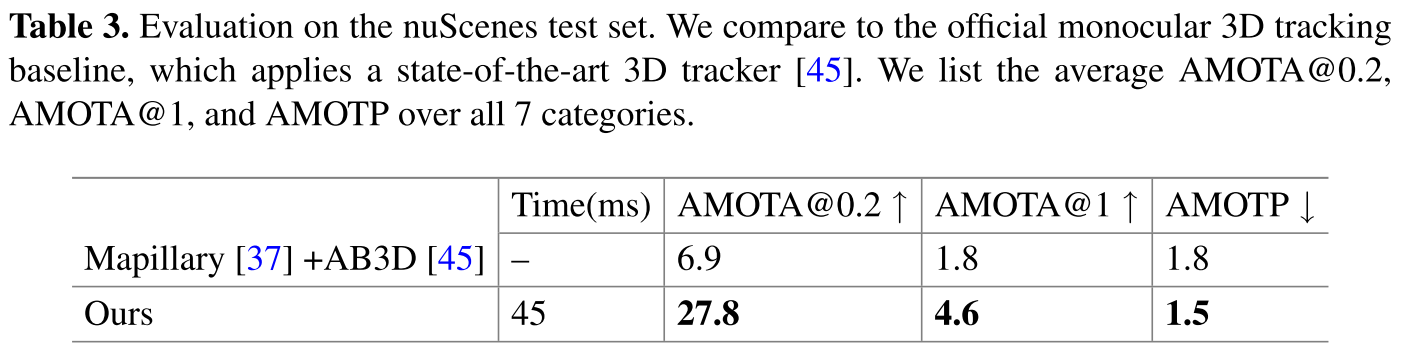 Table 3. Evaluation on the nuScenes test set. We compare to the official monocular 3D tracking
baseline, which applies a state-of-the-art 3D tracker [45]. We list the average AMOTA@0.2,
AMOTA@1, and AMOTP over all 7 categories.
Time(ms) AMOTA@0.2 ↑ AMOTA@1 ↑ AMOTP ↓
Mapillary [37] +AB3D [45] – 6.9 1.8 1.8
Ours 45 27.8 4.6 1.5